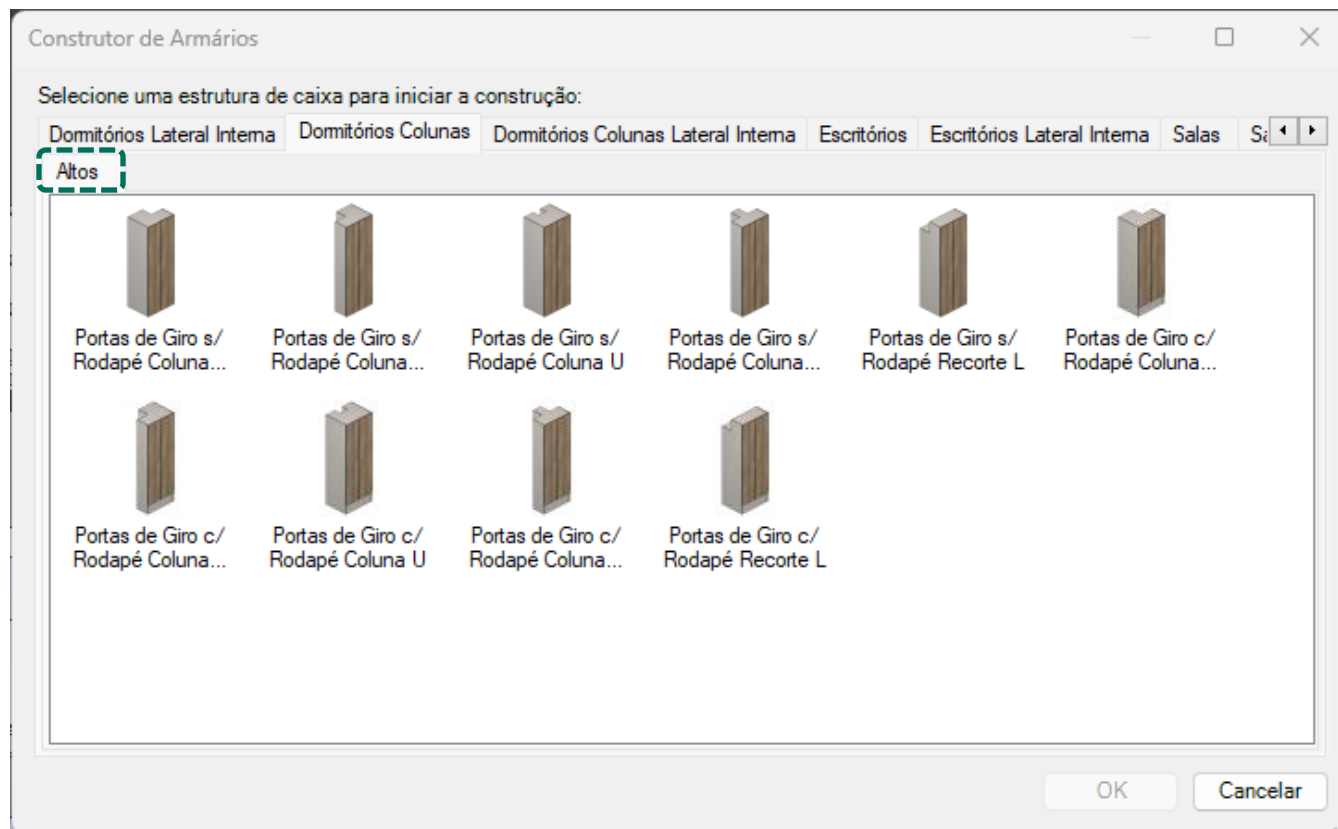 Construtor de Armários
Selecione uma estrutura de caixa para iniciar a construção:
Dormitórios Lateral Interna Dormitórios Colunas Dormitórios Colunas Lateral Interna Escritórios Escritórios Lateral Interna Salas
Altos
Portas de Giro s/ Portas de Giro s/ Portas de Giro s/ Portas de Giro s/ Portas de Giro s/ Portas de Giro c/
Rodapé Coluna... Rodapé Coluna... Rodapé Coluna U Rodapé Coluna... Rodapé Recorte L Rodapé Coluna...
Portas de Giro c/ Portas de Giro c/ Portas de Giro c/ Portas de Giro c/
Rodapé Coluna... Rodapé Coluna U Rodapé Coluna... Rodapé Recorte L
OK Cancelar